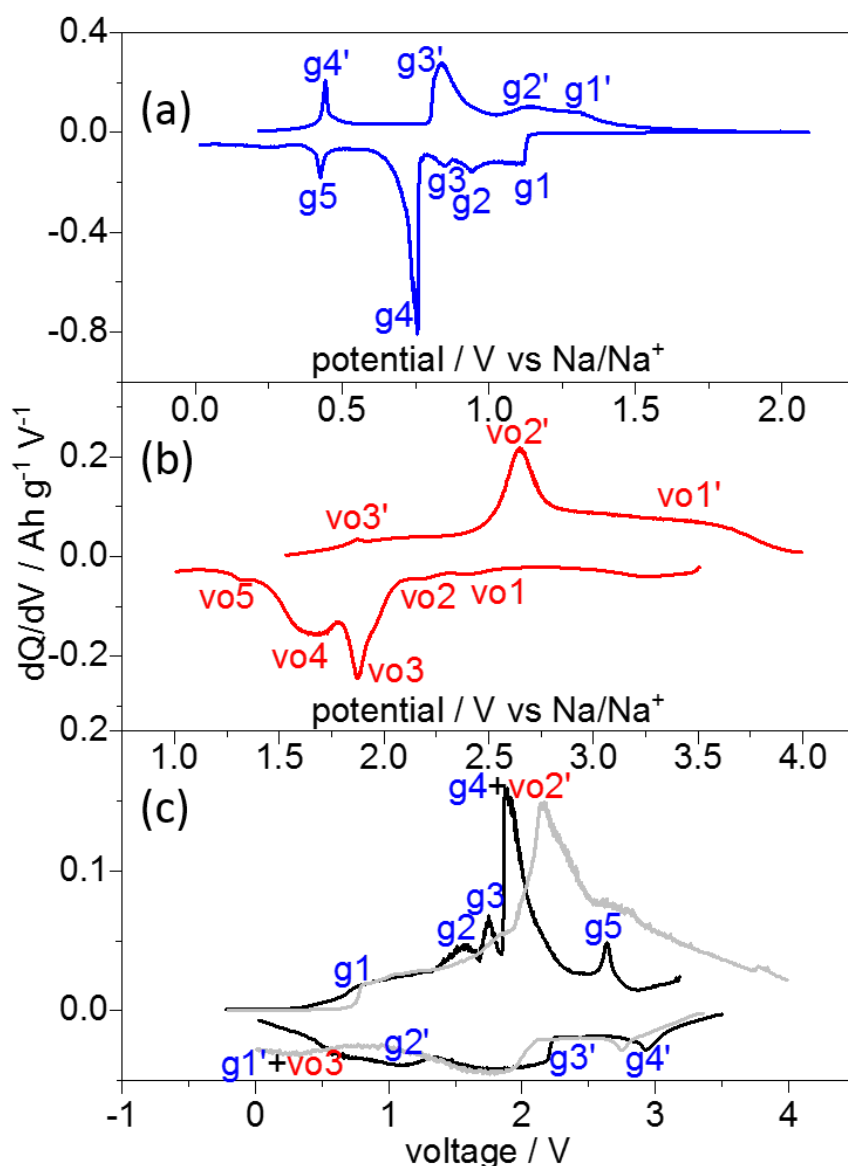 0.4
(a)
g4'
g3'
g2'
g1'
0.0
g5
g3
g2
g1
-0.4
g4
-0.8
potential / V vs Na/Na+
0.0 0.5 1.0 1.5 2.0
dQ/dV / Ah g-1 V-1
(b)
vo2'
0.2
vo3'
vo1'
0.0
vo5
vo4
vo3
vo2
vo1
-0.2
potential / V vs Na/Na+
0.2
1.0 1.5 2.0 2.5 3.0 3.5 4.0
(c)
g4+vo2'
0.1
g1
g2
g3
g5
0.0
g1'+vo3
g2'
g3'
g4'
-1 0 1 2 3 4
voltage / V